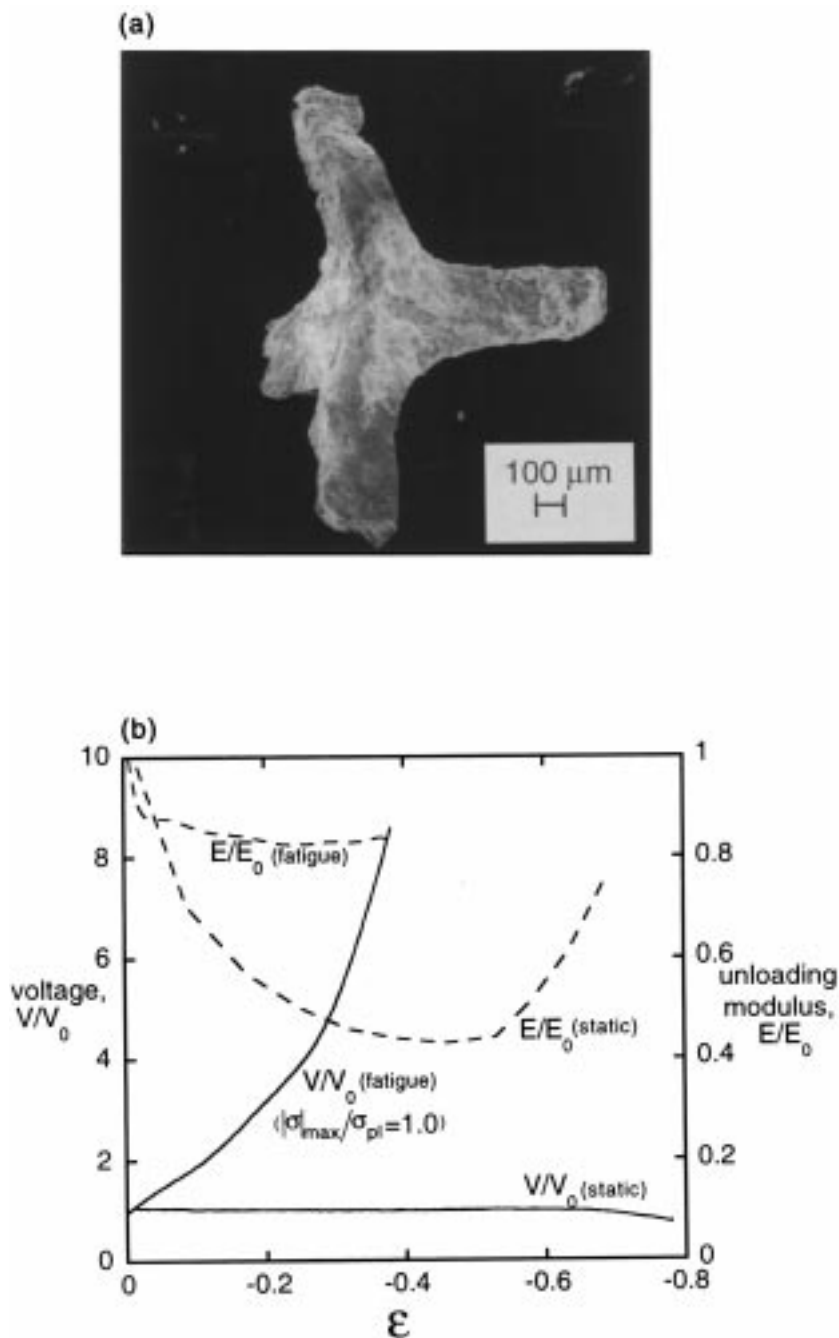 (a)
100 μm
(b)
10
8
6
4
2
0
voltage,
V/V₀
1
0.8
0.6
0.4
0.2
0
unloading
modulus,
E/E₀
E/E₀ (fatigue)
E/E₀ (static)
V/V₀ (fatigue)
(|σ|max/σpl=1.0)
V/V₀ (static)
0 -0.2 -0.4 -0.6 -0.8
ε